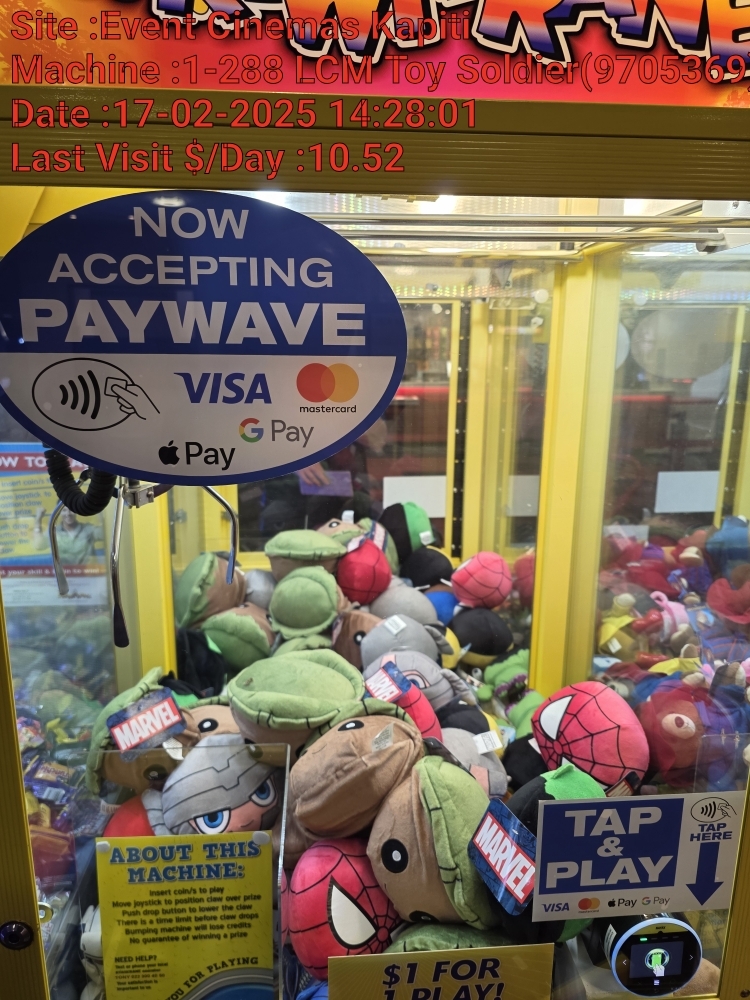 Site :Event Cinemas Kapiti
Machine :1-288 LCM Toy Soldier(9705369)
Date :17-02-2025 14:28:01
Last Visit $/Day :10.52
NOW
ACCEPTING
PAYWAVE
VISA
mastercard
G Pay
Pay
MARVEL
MARVEL
MARVEL
TAP
& 
PLAY
TAP
HERE
VISA
Pay G Pay
ABOUT THIS
MACHINE:
Insert coin/s to play
Move joystick to position claw over prize
Push drop button to lower the claw
There is a time limit before claw drops
Bumping machine will lose credits
No guarantee of winning a prize
NEED HELP?
YOU FOR PLAYING
$1 FOR
1 PLAY!